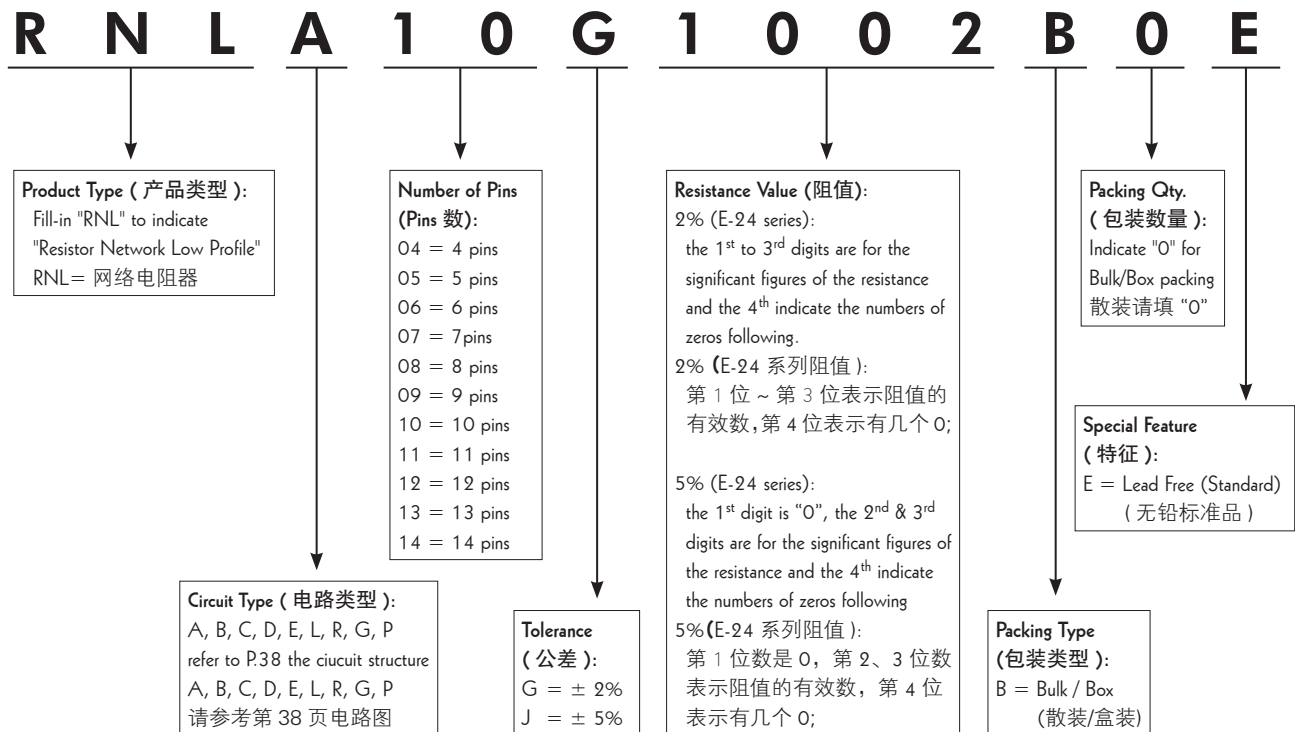 R N L A 1 0 G 1 0 0 2 B 0 E
Product Type ( 产品类型 ):
Fill-in "RNL" to indicate
"Resistor Network Low Profile"
RNL= 网络电阻器
Circuit Type ( 电路类型 ):
A, B, C, D, E, L, R, G, P
refer to P.38 the ciucuit structure
A, B, C, D, E, L, R, G, P
请参考第 38 页电路图
Number of Pins
(Pins 数):
04 = 4 pins
05 = 5 pins
06 = 6 pins
07 = 7pins
08 = 8 pins
09 = 9 pins
10 = 10 pins
11 = 11 pins
12 = 12 pins
13 = 13 pins
14 = 14 pins
Tolerance
( 公差 ):
G = ± 2%
J = ± 5%
Resistance Value (阻值):
2% (E-24 series):
the 1st to 3rd digits are for the
significant figures of the resistance
and the 4th indicate the numbers of
zeros following.
2% (E-24 系列阻值 ):
第 1 位 ~ 第 3 位表示阻值的
有效数，第 4 位表示有几个 0;
5% (E-24 series):
the 1st digit is “0”, the 2nd & 3rd
digits are for the significant figures of
the resistance and the 4th indicate
the numbers of zeros following
5%(E-24 系列阻值 ):
第 1 位数是 0，第 2、3 位数
表示阻值的有效数，第 4 位
表示有几个 0;
Packing Type
(包装类型 ):
B = Bulk / Box
(散装/盒装)
Packing Qty.
( 包装数量 ):
Indicate "0" for
Bulk/Box packing
散装请填 “0”
Special Feature
( 特征 ):
E = Lead Free (Standard)
( 无铅标准品 )